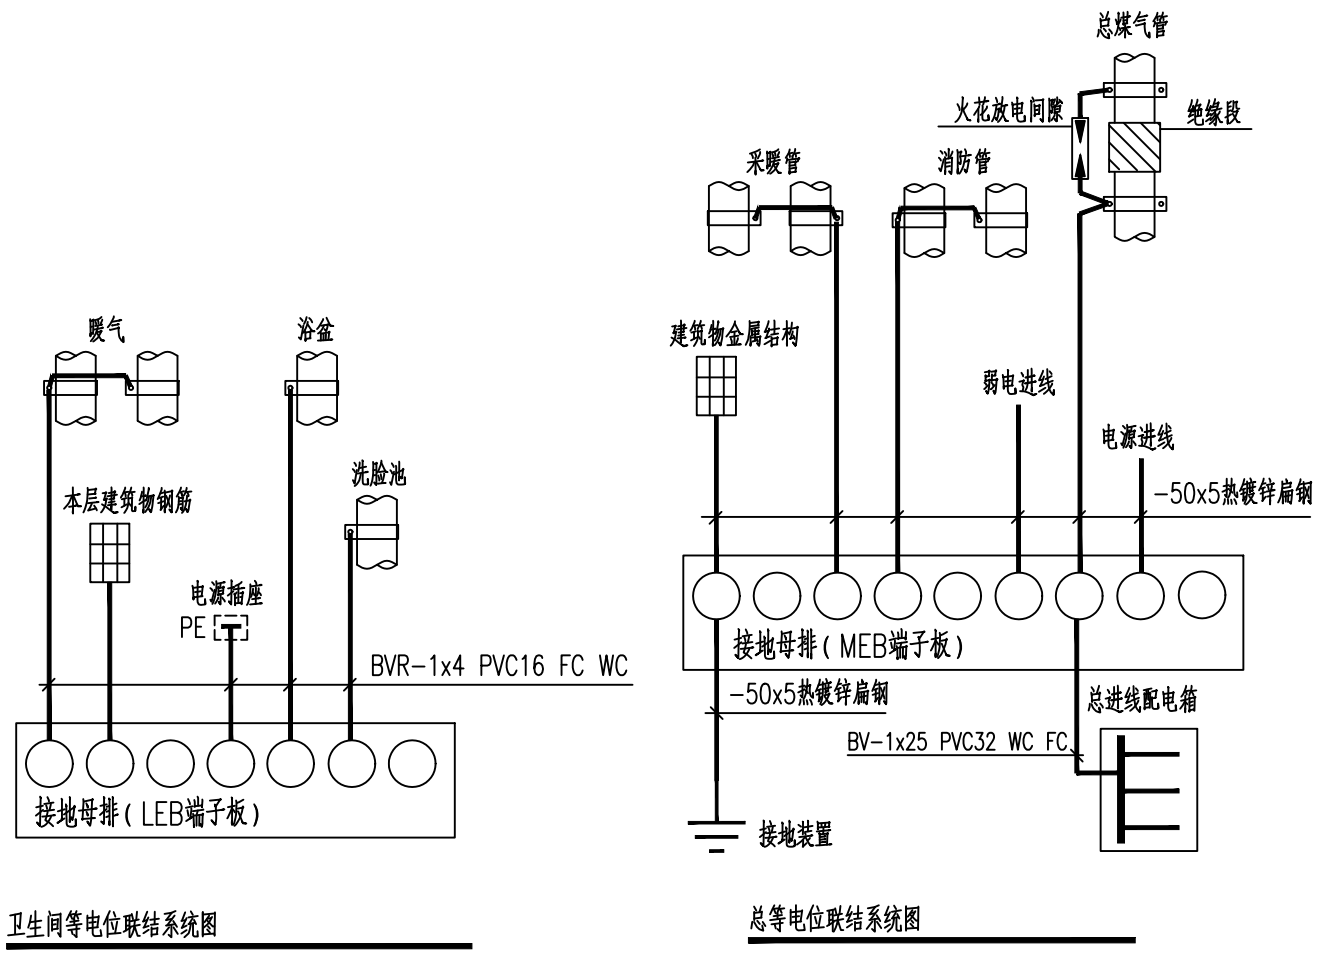 总煤气管
火花放电间隙
绝缘段
采暖管
消防管
建筑物金属结构
弱电进线
电源进线
-50x5热镀锌扁钢
接地母排(MEB端子板)
-50x5热镀锌扁钢
总进线配电箱
BV-1x25 PVC32 WC FC
接地装置
总等电位联结系统图
暖气
浴盆
洗脸池
本层建筑物钢筋
电源插座
PE
BVR-1x4 PVC16 FC WC
接地母排(LEB端子板)
卫生间等电位联结系统图